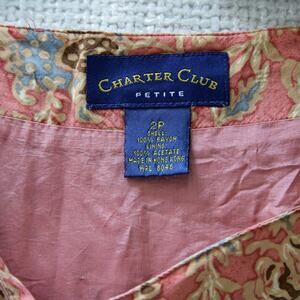 CHARTER CLUB
PETITE
2P
SHELL:
100% RAYON
LINING:
100% ACETATE
MADE IN HONG KONG